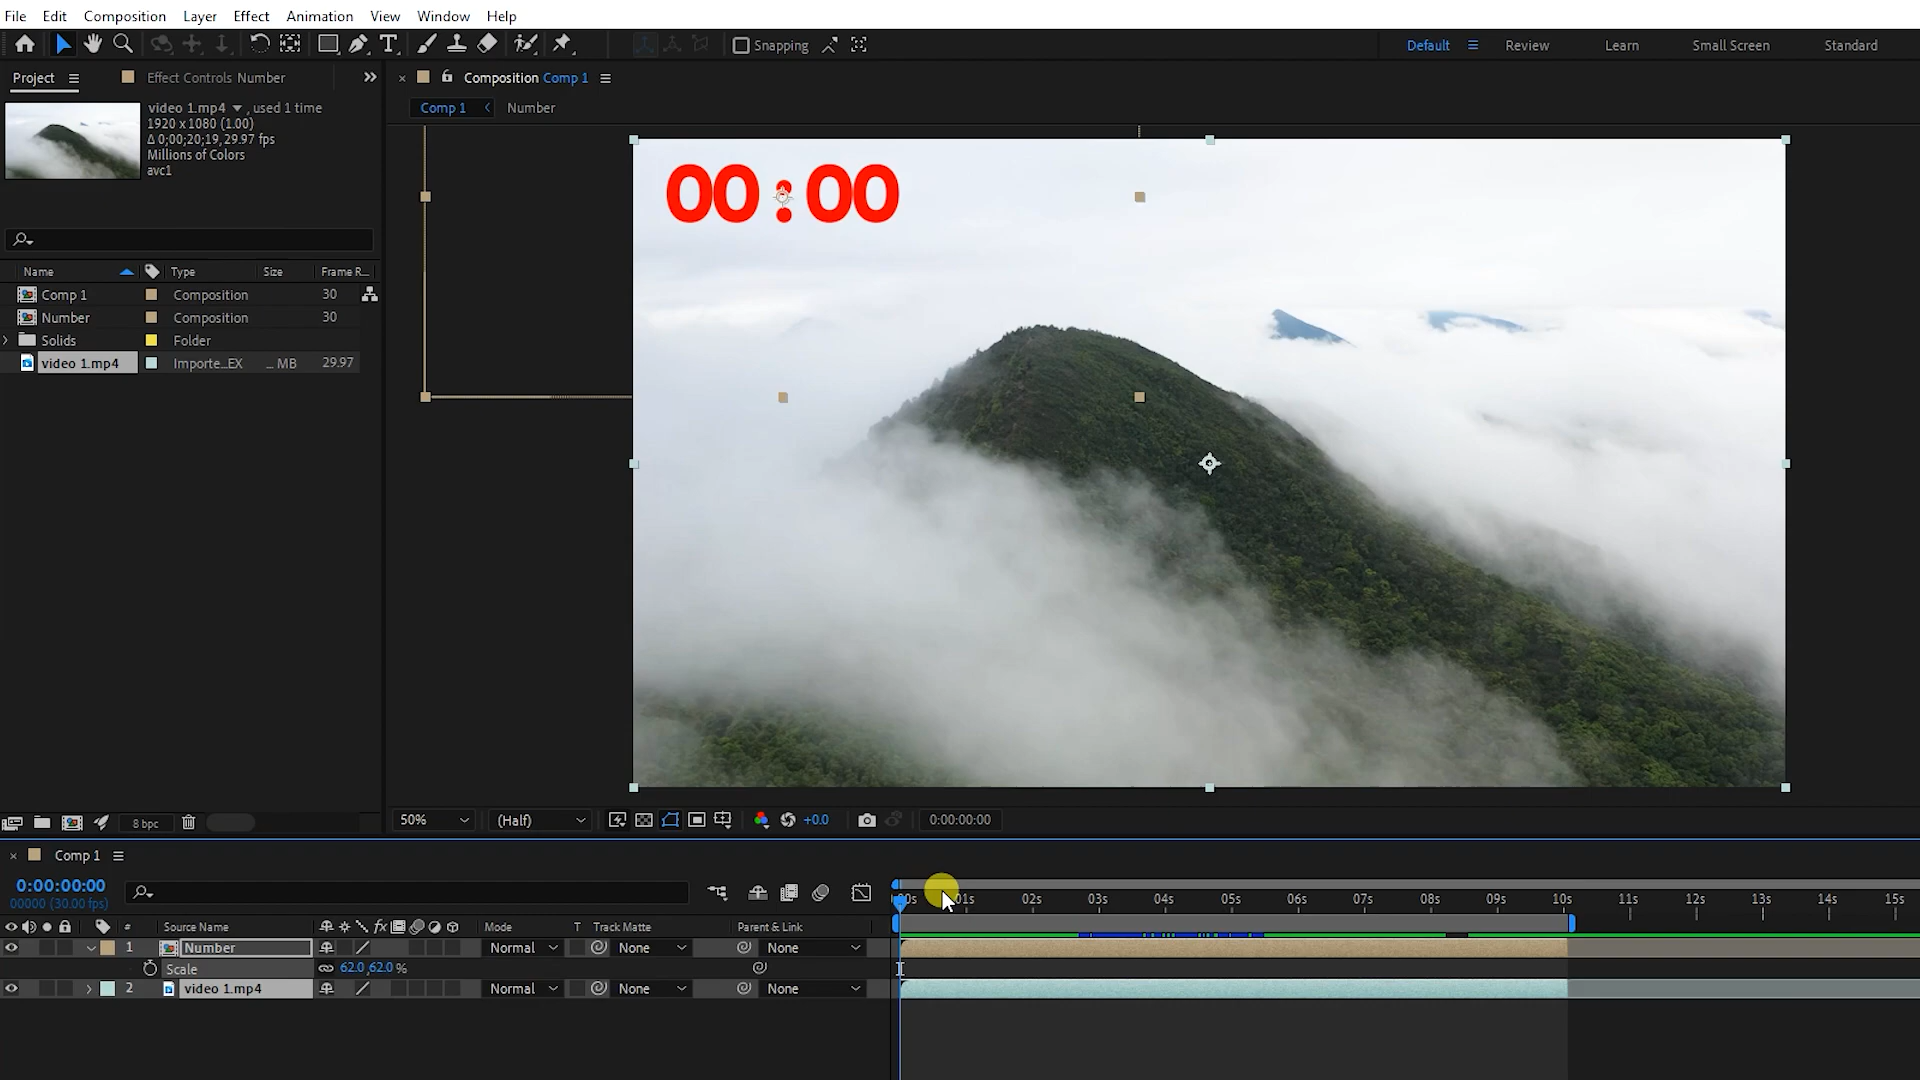 File Edit Composition Layer Effect Animation View Window Help
Snapping Default Review Learn Small Screen Standard
Project Effect Controls Number
Composition Comp 1
video 1.mp4 , used 1 time
1920 x 1080 (1.00)
Δ 0;00;20;19, 29.97 fps
Millions of Colors
avc1
Comp 1 Number
00:00
Name Type Size Frame R...
Comp 1 Composition 30
Number Composition 30
Solids Folder
video 1.mp4 Importe...EX ... MB 29.97
8 bpc
50% (Half) +0.0 0:00:00:00
Comp 1
0:00:00:00
00000 (30.00 fps)
01s 02s 03s 04s 05s 06s 07s 08s 09s 10s 11s 12s 13s 14s 15s
# Source Name fx Mode T Track Matte Parent & Link
1 Number Normal None None
Scale 62.0,62.0 %
2 video 1.mp4 Normal None None